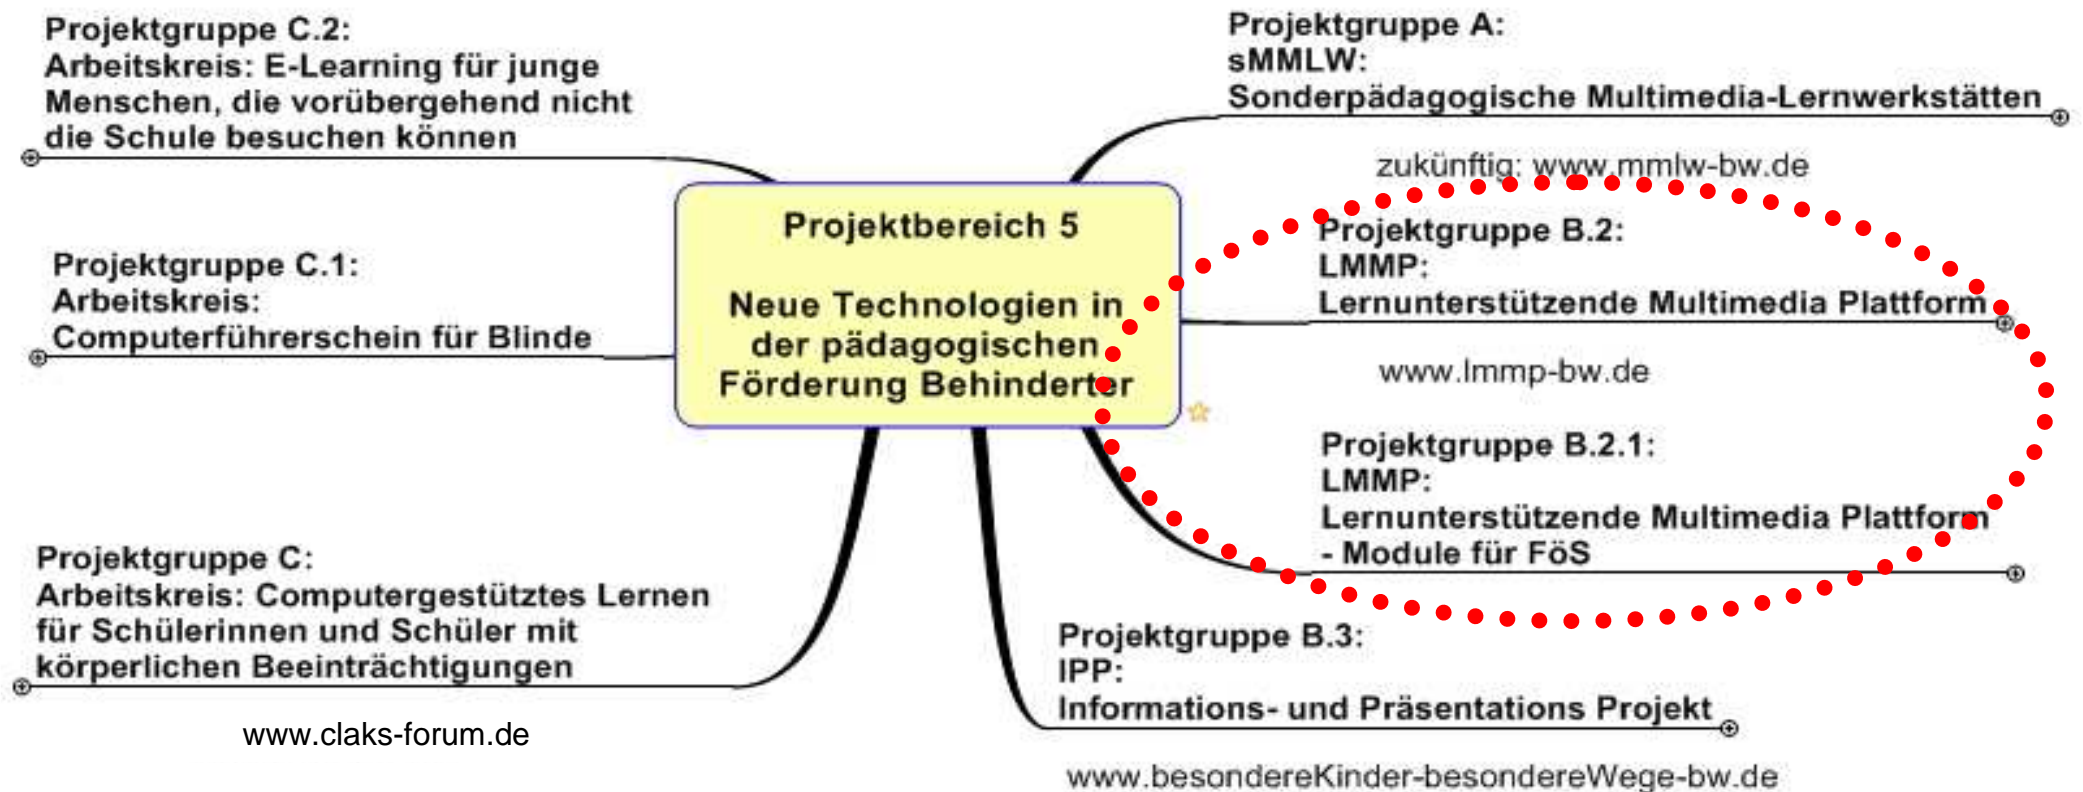 Projektgruppe C.2:
Arbeitskreis: E-Learning für junge
Menschen, die vorübergehend nicht
die Schule besuchen können
Projektgruppe A:
sMMLW:
Sonderpädagogische Multimedia-Lernwerkstätten
zukünftig: www.mmlw-bw.de
Projektbereich 5
Neue Technologien in
der pädagogischen
Förderung Behinderter
Projektgruppe B.2:
LMMP:
Lernunterstützende Multimedia Plattform
www.lmmp-bw.de
Projektgruppe C.1:
Arbeitskreis:
Computerführerschein für Blinde
Projektgruppe B.2.1:
LMMP:
Lernunterstützende Multimedia Plattform
- Module für FöS
Projektgruppe C:
Arbeitskreis: Computergestütztes Lernen
für Schülerinnen und Schüler mit
körperlichen Beeinträchtigungen
www.claks-forum.de
Projektgruppe B.3:
IPP:
Informations- und Präsentations Projekt
www.besondereKinder-besondereWege-bw.de